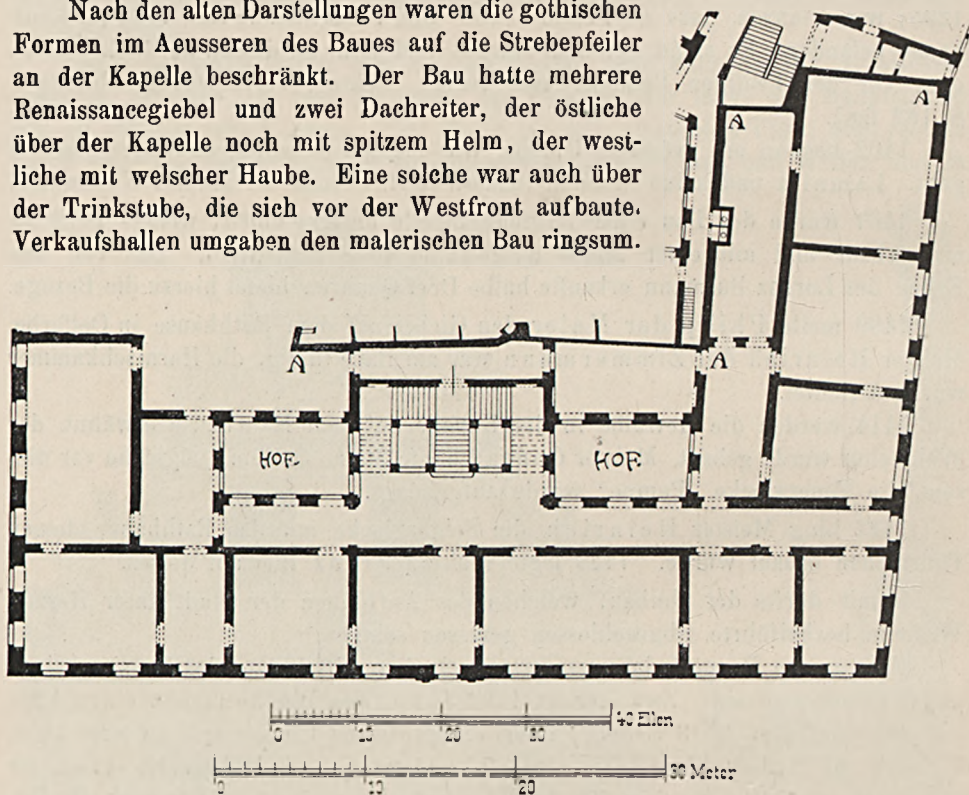 Nach den alten Darstellungen waren die gothischen
Formen im Aeusseren des Baues auf die Strebepfeiler
an der Kapelle beschränkt. Der Bau hatte mehrere
Renaissancegiebel und zwei Dachreiter, der östliche
über der Kapelle noch mit spitzem Helm, der west-
liche mit welscher Haube. Eine solche war auch über
der Trinkstube, die sich vor der Westfront aufbaute.
Verkaufshallen umgaben den malerischen Bau ringsum.
A
A
A
A
HOF.
HOF.
0 10 20 30 40 Ellen
0 10 20 30 Meter